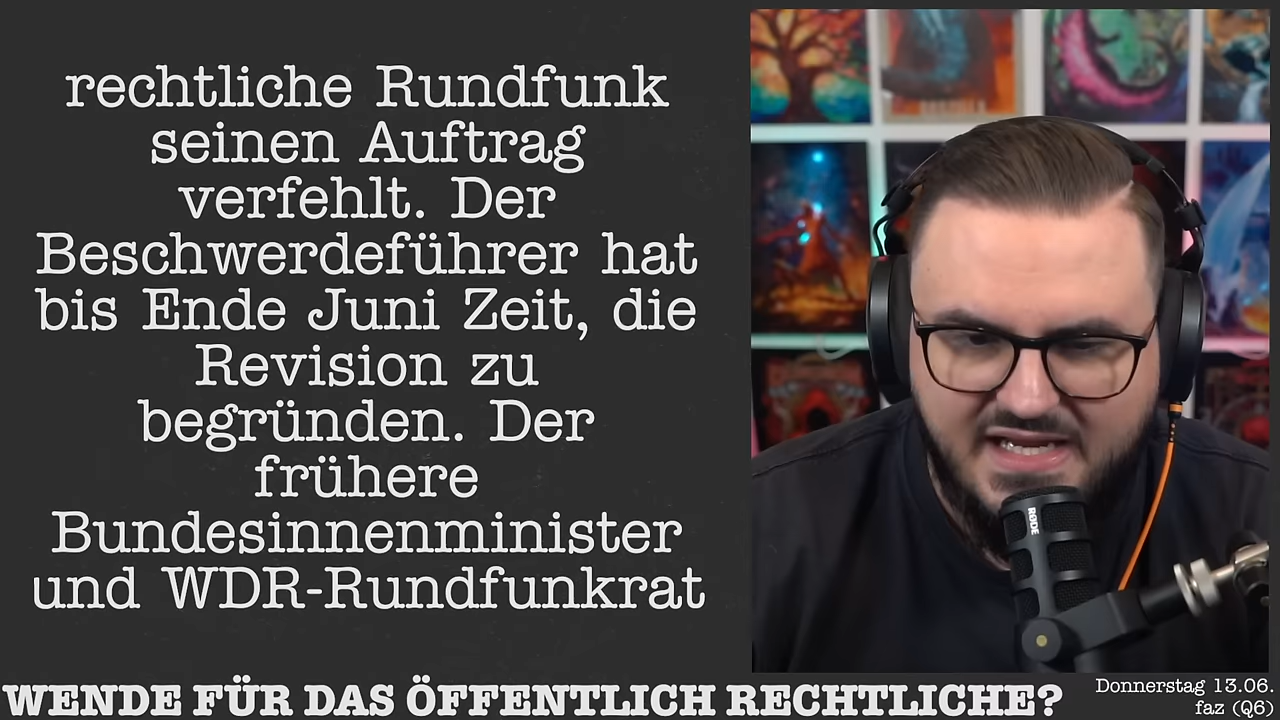 rechtliche Rundfunk
seinen Auftrag
verfehlt. Der
Beschwerdeführer hat
bis Ende Juni Zeit, die
Revision zu
begründen. Der
frühere
Bundesinnenminister
und WDR-Rundfunkrat
RØDE
WENDE FÜR DAS ÖFFENTLICH RECHTLICHE?
Donnerstag 13.06.
faz (Q6)